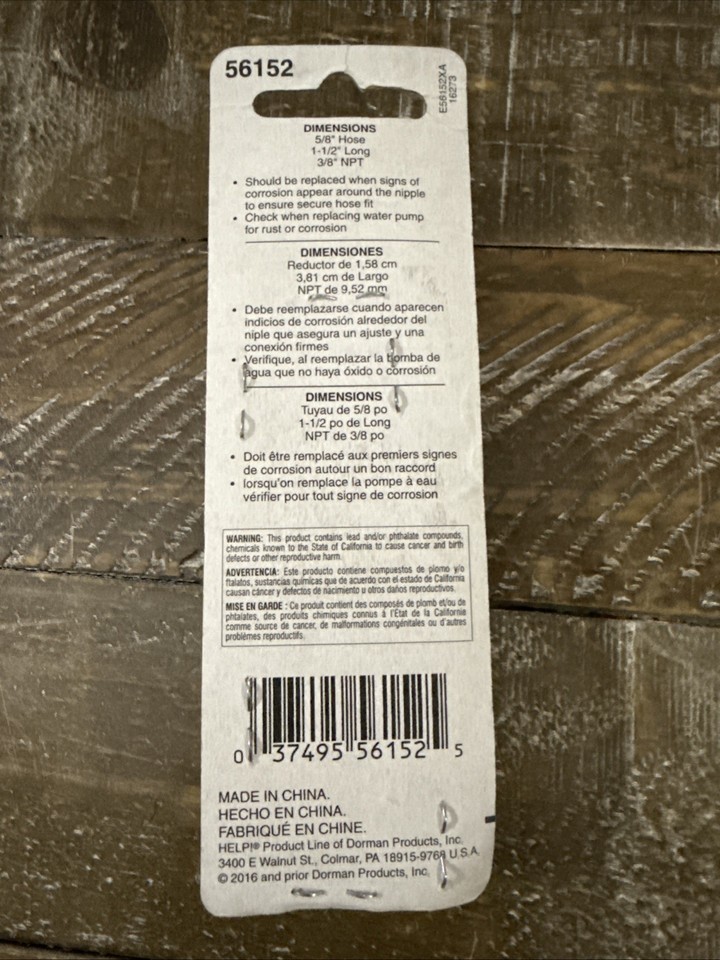 56152
E56152XA
16273
DIMENSIONS
5/8" Hose
1-1/2" Long
3/8" NPT
• Should be replaced when signs of
corrosion appear around the nipple
to ensure secure hose fit
• Check when replacing water pump
for rust or corrosion
DIMENSIONES
Reductor de 1,58 cm
3,81 cm de Largo
NPT de 9,52 mm
• Debe reemplazarse cuando aparecen
indicios de corrosión alrededor del
niple que asegura un ajuste y una
conexión firmes
• Verifique, al reemplazar la bomba de
agua que no haya óxido o corrosión
DIMENSIONS
Tuyau de 5/8 po
1-1/2 po de Long
NPT de 3/8 po
• Doit être remplacé aux premiers signes
de corrosion autour un bon raccord
• lorsqu'on remplace la pompe à eau
vérifier pour tout signe de corrosion
WARNING: This product contains lead and/or phthalate compounds,
chemicals known to the State of California to cause cancer and birth
defects or other reproductive harm.
ADVERTENCIA: Este producto contiene compuestos de plomo y/o
ftalatos, sustancias químicas que de acuerdo con el estado de California
causan cáncer y defectos de nacimiento u otros daños reproductivos.
MISE EN GARDE : Ce produit contient des composés de plomb et/ou de
phtalates, des produits chimiques connus à l'État de la Californie
comme source de cancer, de malformations congénitales ou d'autres
problèmes reproductifs.
0 37495 56152 5
MADE IN CHINA.
HECHO EN CHINA.
FABRIQUÉ EN CHINE.
HELP!® Product Line of Dorman Products, Inc.
3400 E Walnut St., Colmar, PA 18915-9768 U.S.A.
© 2016 and prior Dorman Products, Inc.